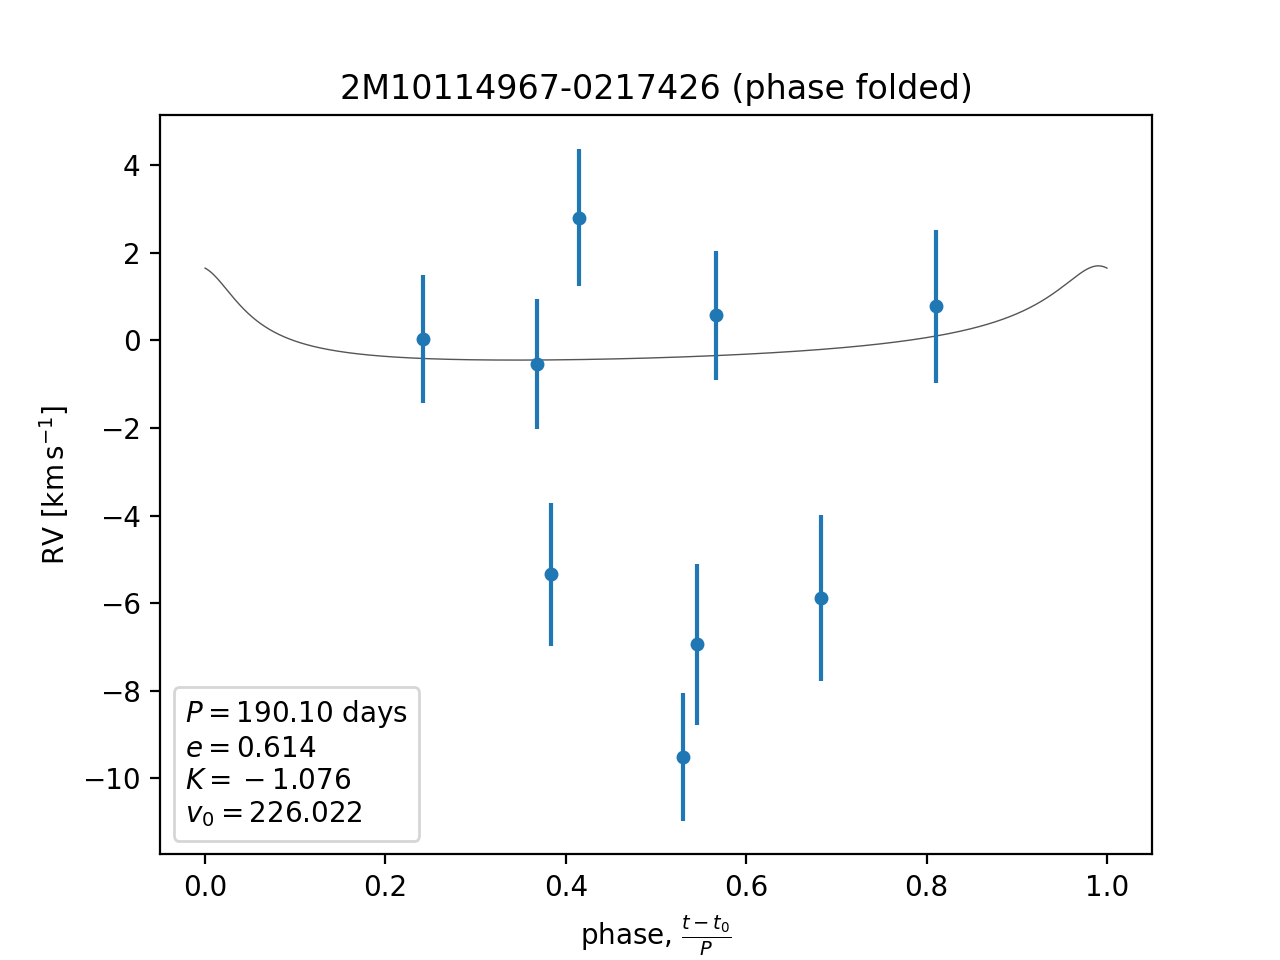 2M10114967-0217426 (phase folded)
RV [km s⁻¹]
4
2
0
−2
−4
−6
−8
−10
P = 190.10 days
e = 0.614
K = −1.076
v₀ = 226.022
0.0 0.2 0.4 0.6 0.8 1.0
phase, (t − t₀)/P